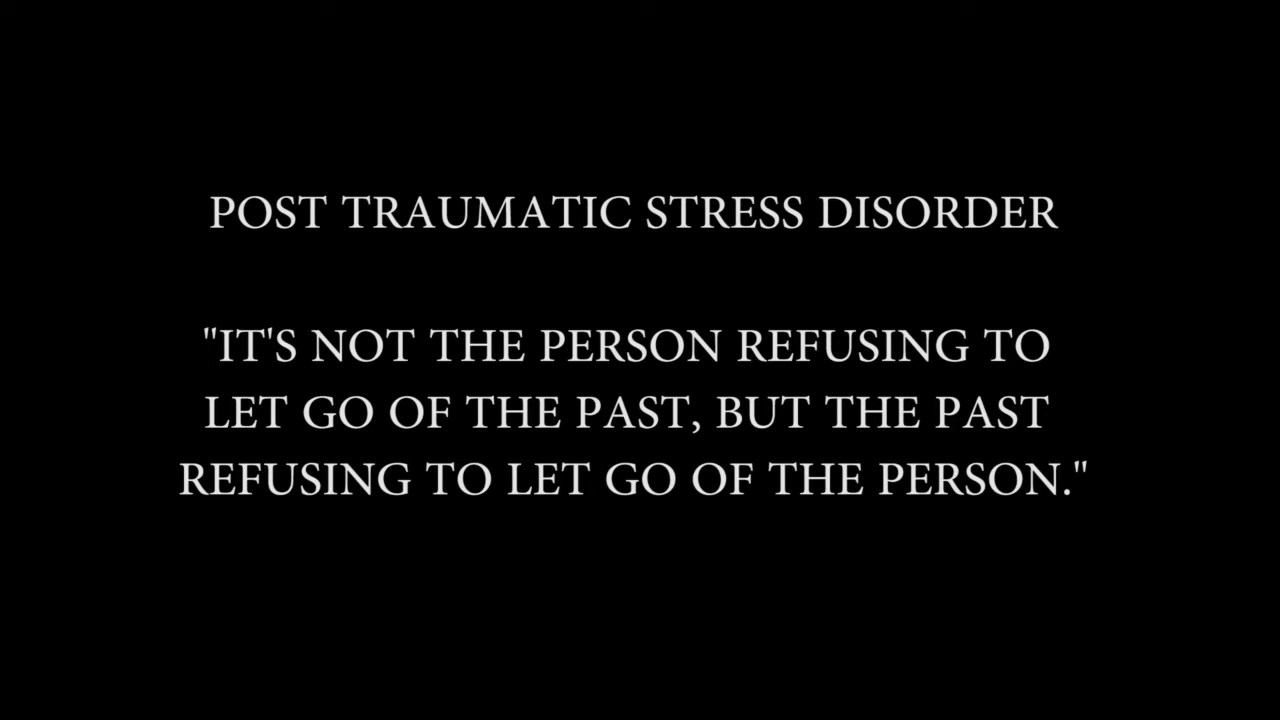 POST TRAUMATIC STRESS DISORDER
"IT'S NOT THE PERSON REFUSING TO
LET GO OF THE PAST, BUT THE PAST
REFUSING TO LET GO OF THE PERSON."